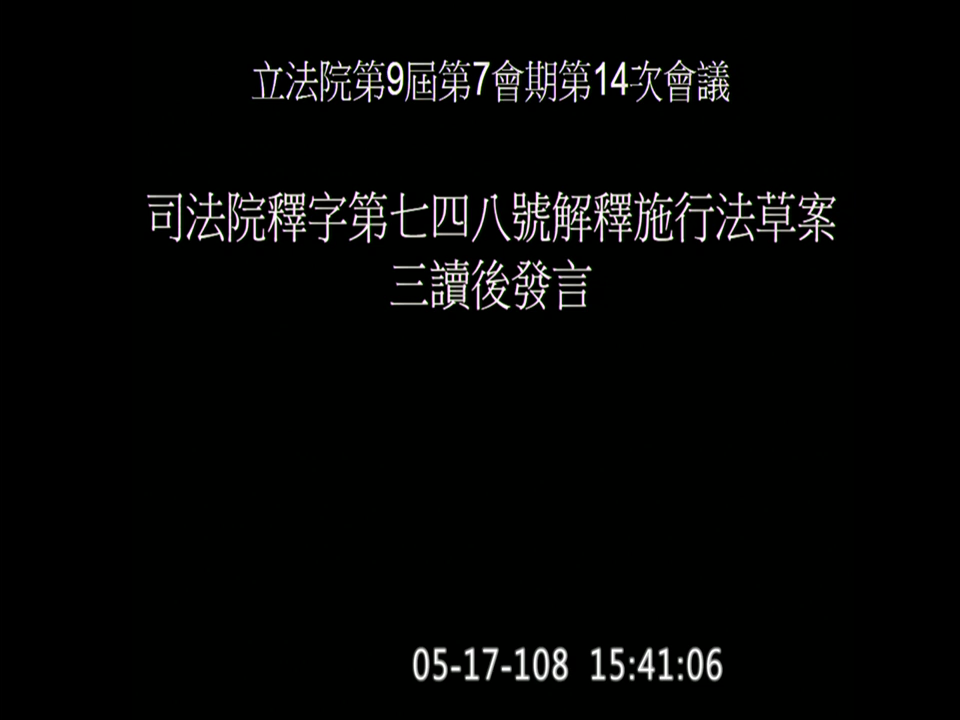 立法院第9屆第7會期第14次會議
司法院釋字第七四八號解釋施行法草案
三讀後發言
05-17-108 15:41:06